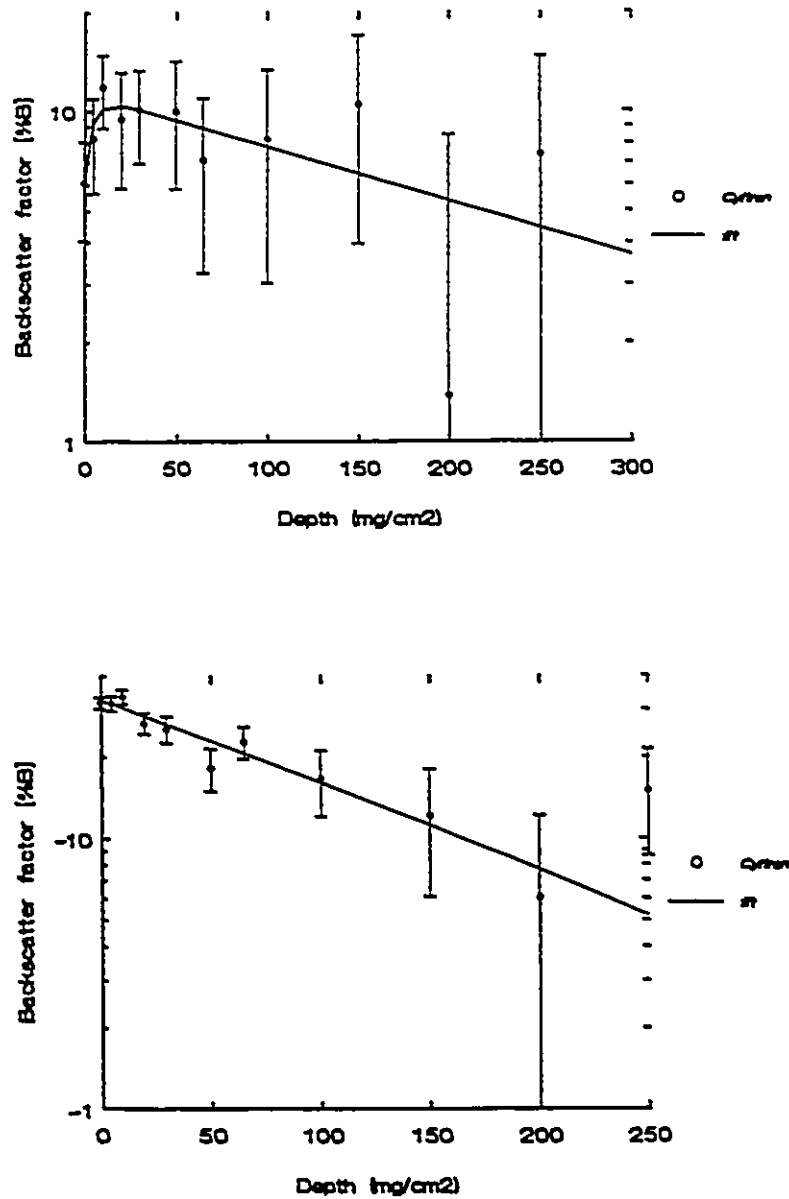 Backscatter factor [%B]
10
1
0 50 100 150 200 250 300
Depth (mg/cm2)
fit
Backscatter factor [%B]
-10
-1
0 50 100 150 200 250
Depth (mg/cm2)
fit